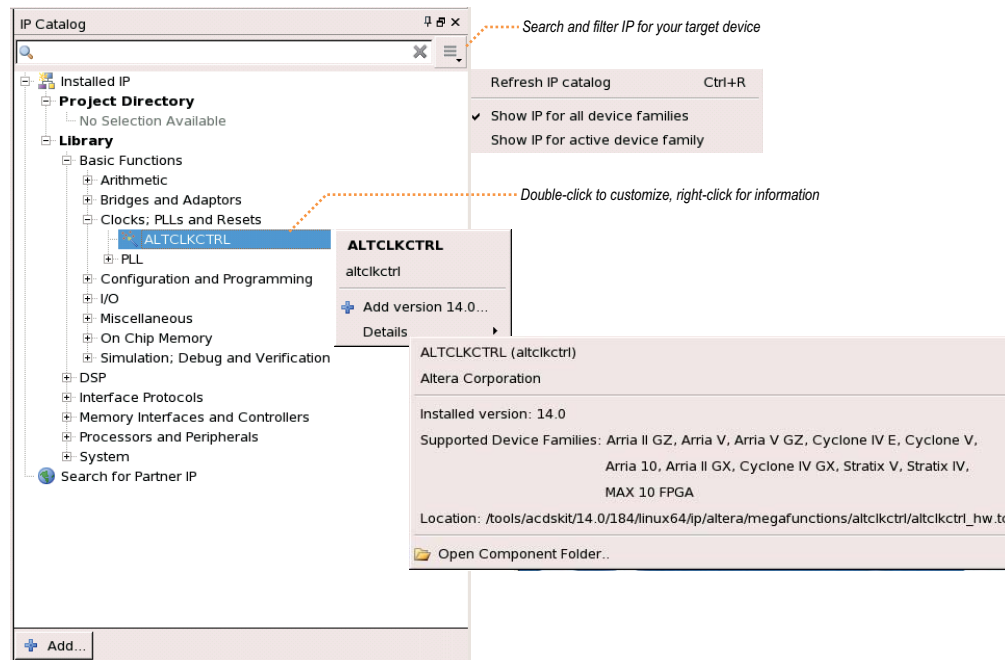 IP Catalog
Search and filter IP for your target device
Installed IP
Project Directory
No Selection Available
Library
Basic Functions
Arithmetic
Bridges and Adaptors
Clocks; PLLs and Resets
ALTCLKCTRL
PLL
Configuration and Programming
I/O
Miscellaneous
On Chip Memory
Simulation; Debug and Verification
DSP
Interface Protocols
Memory Interfaces and Controllers
Processors and Peripherals
System
Search for Partner IP
Add...
Refresh IP catalog Ctrl+R
Show IP for all device families
Show IP for active device family
Double-click to customize, right-click for information
ALTCLKCTRL
altclkctrl
Add version 14.0...
Details
ALTCLKCTRL (altclkctrl)
Altera Corporation
Installed version: 14.0
Supported Device Families: Arria II GZ, Arria V, Arria V GZ, Cyclone IV E, Cyclone V,
Arria 10, Arria II GX, Cyclone IV GX, Stratix V, Stratix IV,
MAX 10 FPGA
Location: /tools/acdskit/14.0/184/linux64/ip/altera/megafunctions/altclkctrl/altclkctrl_hw.tc
Open Component Folder..